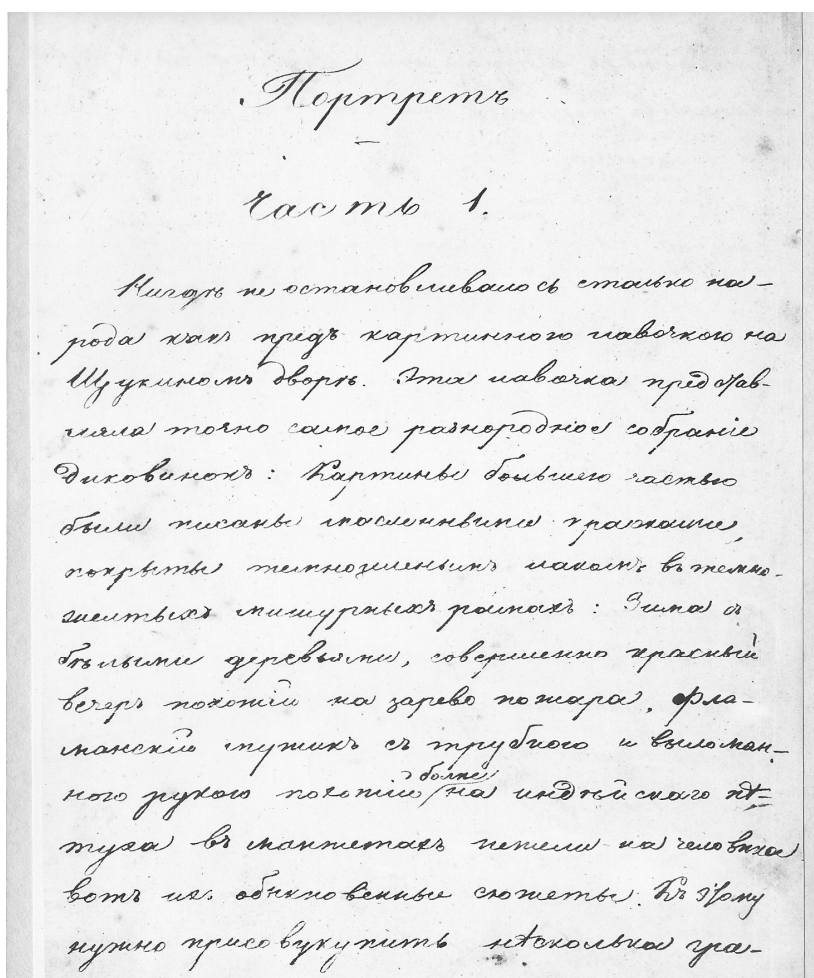 Портретъ
Часть 1.
Нигдѣ не остановливалось столько на-
рода какъ предъ картинною лавочкою на
Щукиномъ дворѣ. Эта лавочка представ-
ляла точно самое разнородное собраніе
диковинокъ: Картины большею частью
были писаны масленными красками,
покрыты темнозеленымъ лакомъ въ темно-
желтыхъ мишурныхъ рамахъ: Зима съ
бѣлыми деревьями, совершенно красный
вечеръ похожій на зарево пожара, Фла-
манскій мужикъ съ трубкою и выломан-
ною рукою похожій болѣе на индѣйскаго пѣ-
туха въ манжетахъ нежели на человѣка
вотъ ихъ обыкновенные сюжеты. Къ этому
нужно присовукупить нѣсколько гра-